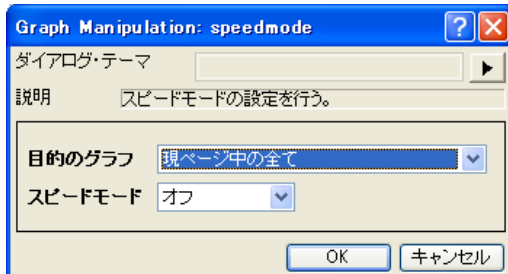 Graph Manipulation: speedmode
ダイアログ・テーマ
説明 スピードモードの設定を行う。
目的のグラフ 現ページ中の全て
スピードモード オフ
OK キャンセル